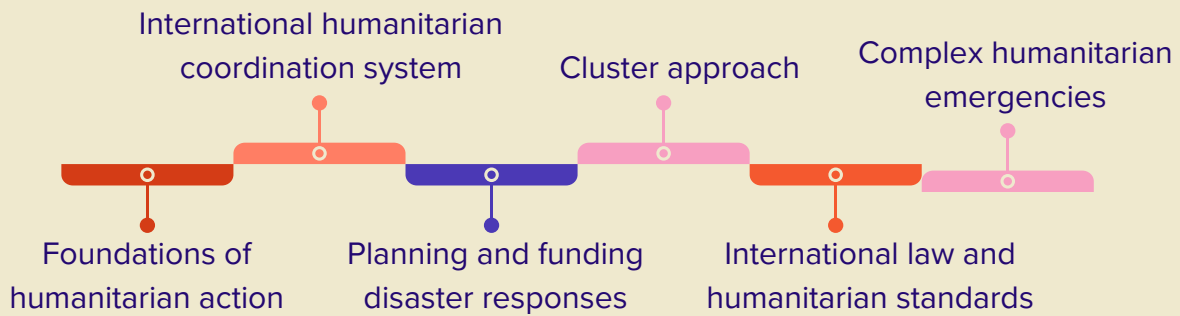 International humanitarian
coordination system
Cluster approach
Complex humanitarian
emergencies
Foundations of
humanitarian action
Planning and funding
disaster responses
International law and
humanitarian standards